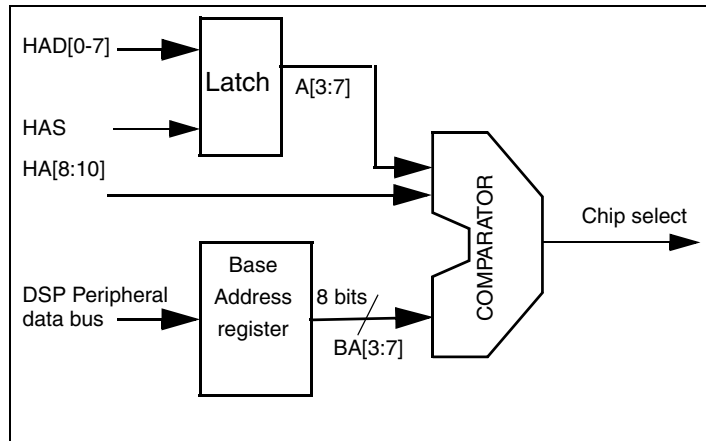 HAD[0-7]
Latch
A[3:7]
HAS
HA[8:10]
COMPARATOR
Chip select
Base
Address
register
DSP Peripheral
data bus
8 bits
BA[3:7]